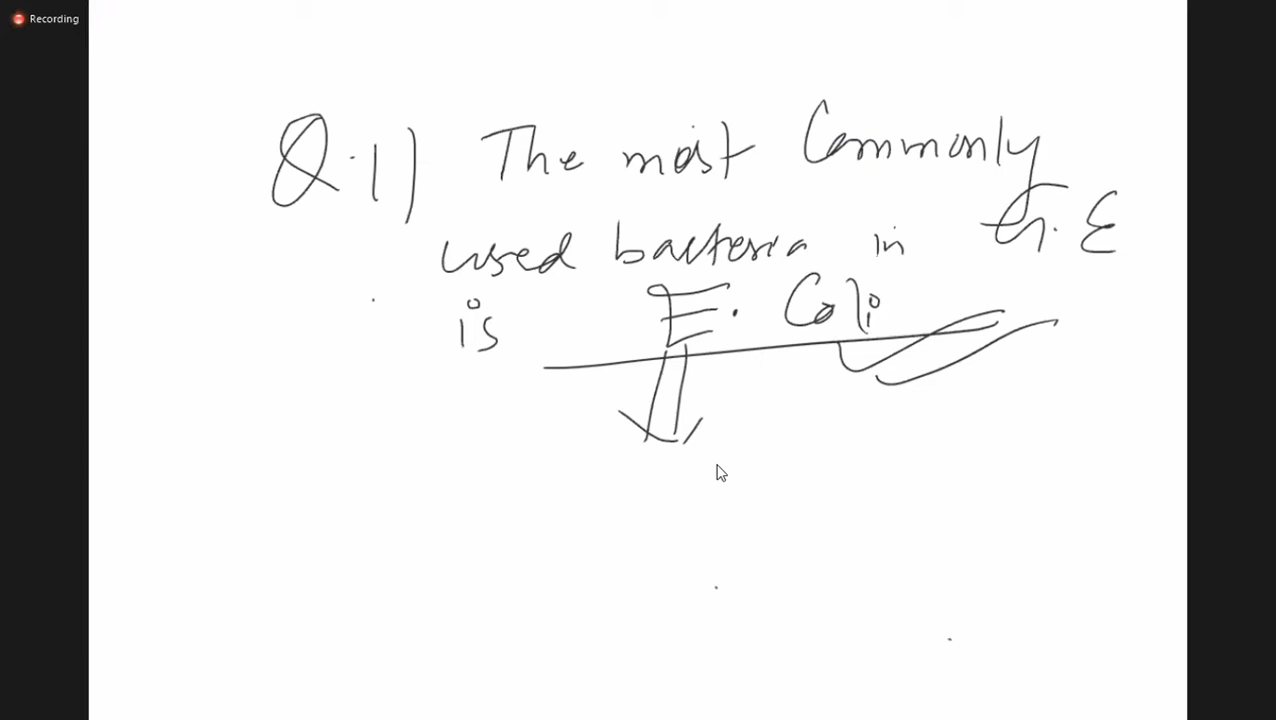 Recording
Q.1) The most Commonly
used bacteria in G.E
is E. Coli